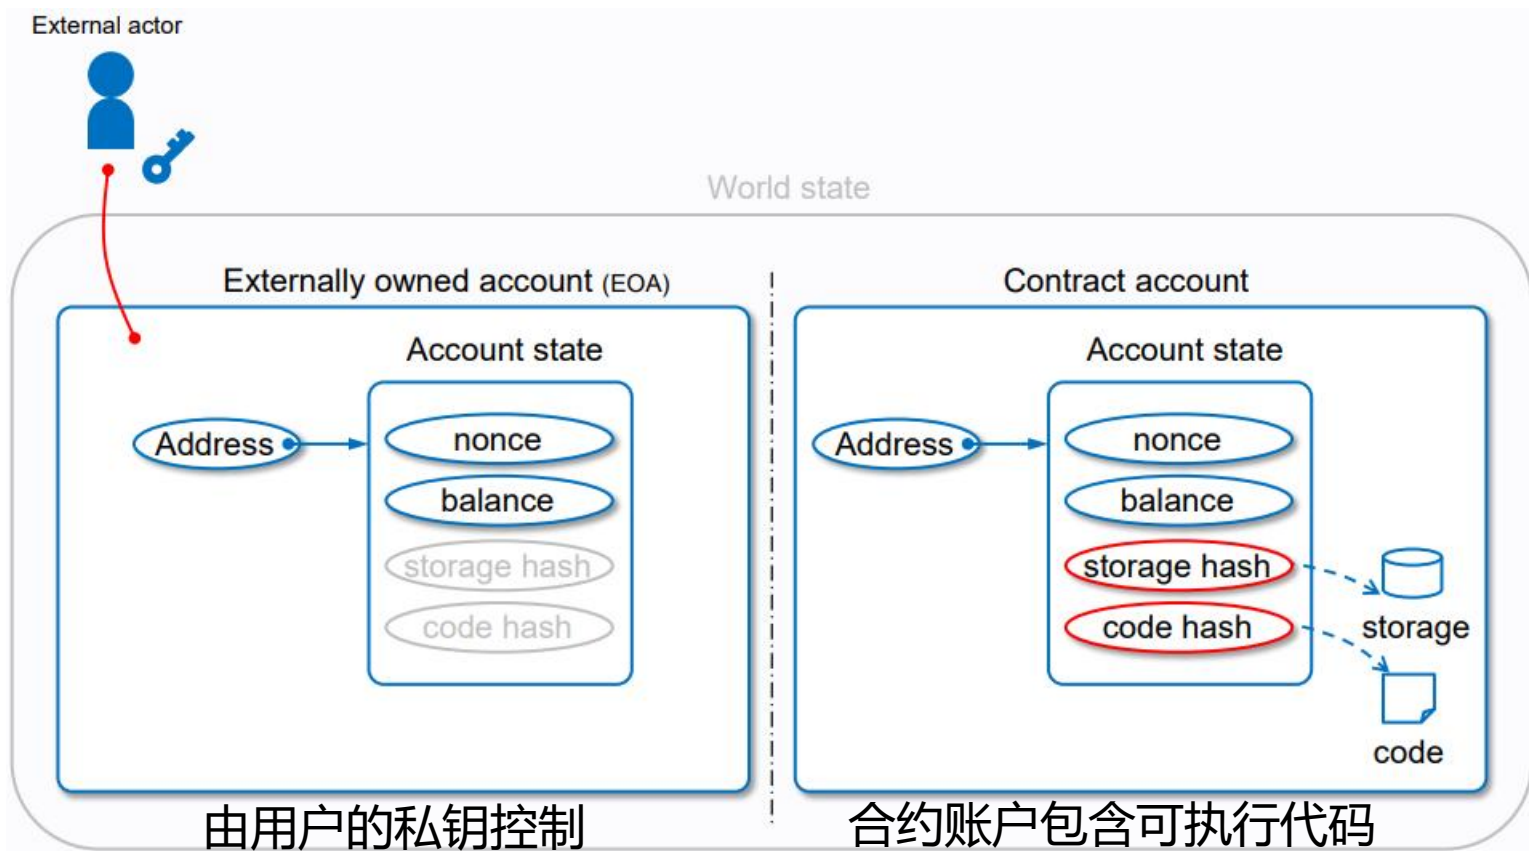 External actor
World state
Externally owned account (EOA)
Account state
Address
nonce
balance
storage hash
code hash
由用户的私钥控制
Contract account
Account state
Address
nonce
balance
storage hash
code hash
storage
code
合约账户包含可执行代码